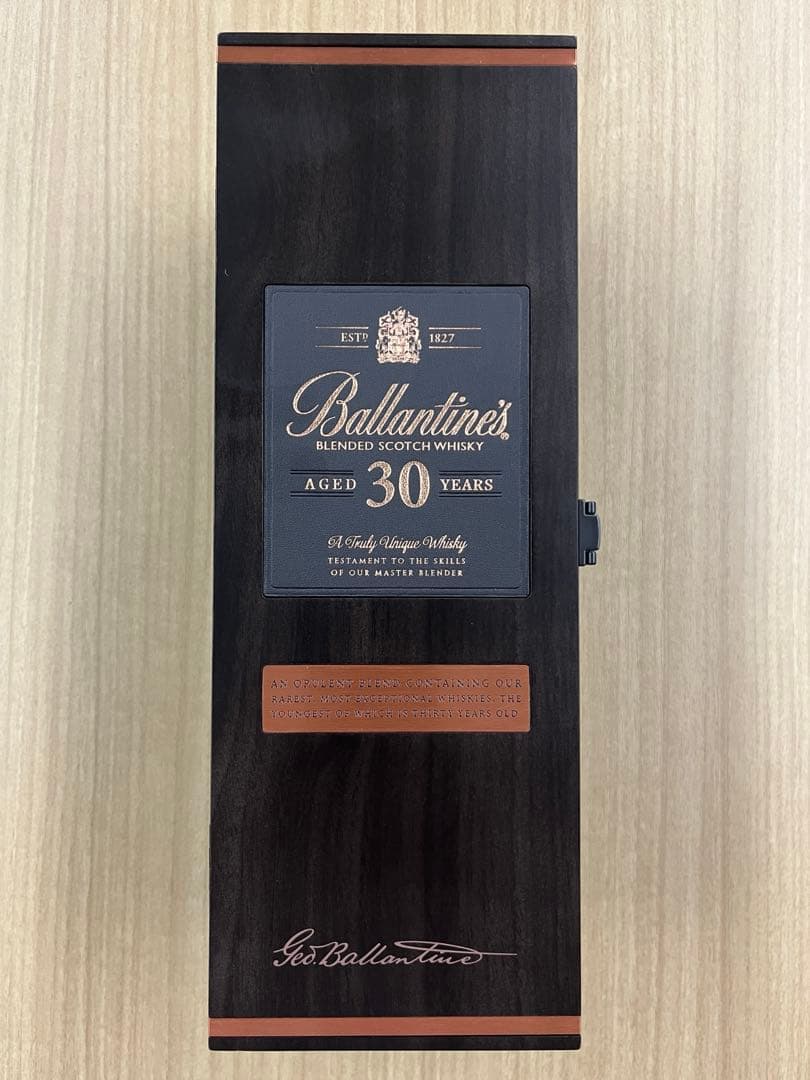 ESTD 1827
Ballantine's
BLENDED SCOTCH WHISKY
AGED 30 YEARS
A Truly Unique Whisky
TESTAMENT TO THE SKILLS
OF OUR MASTER BLENDER
AN OPULENT BLEND CONTAINING OUR
RAREST, MOST EXCEPTIONAL WHISKIES, THE
YOUNGEST OF WHICH IS THIRTY YEARS OLD
Geo. Ballantine